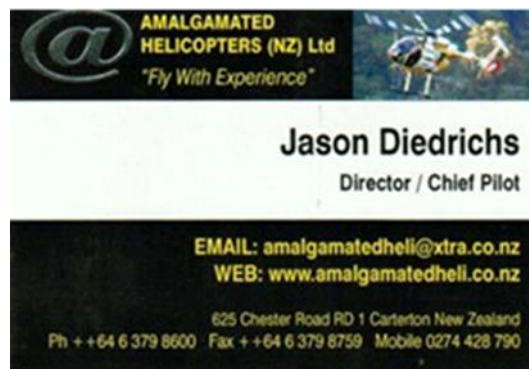 @
AMALGAMATED
HELICOPTERS (NZ) Ltd
"Fly With Experience"
Jason Diedrichs
Director / Chief Pilot
EMAIL: amalgamatedheli@xtra.co.nz
WEB: www.amalgamatedheli.co.nz
625 Chester Road RD 1 Carterton New Zealand
Ph ++64 6 379 8600 Fax ++64 6 379 8759 Mobile 0274 428 790